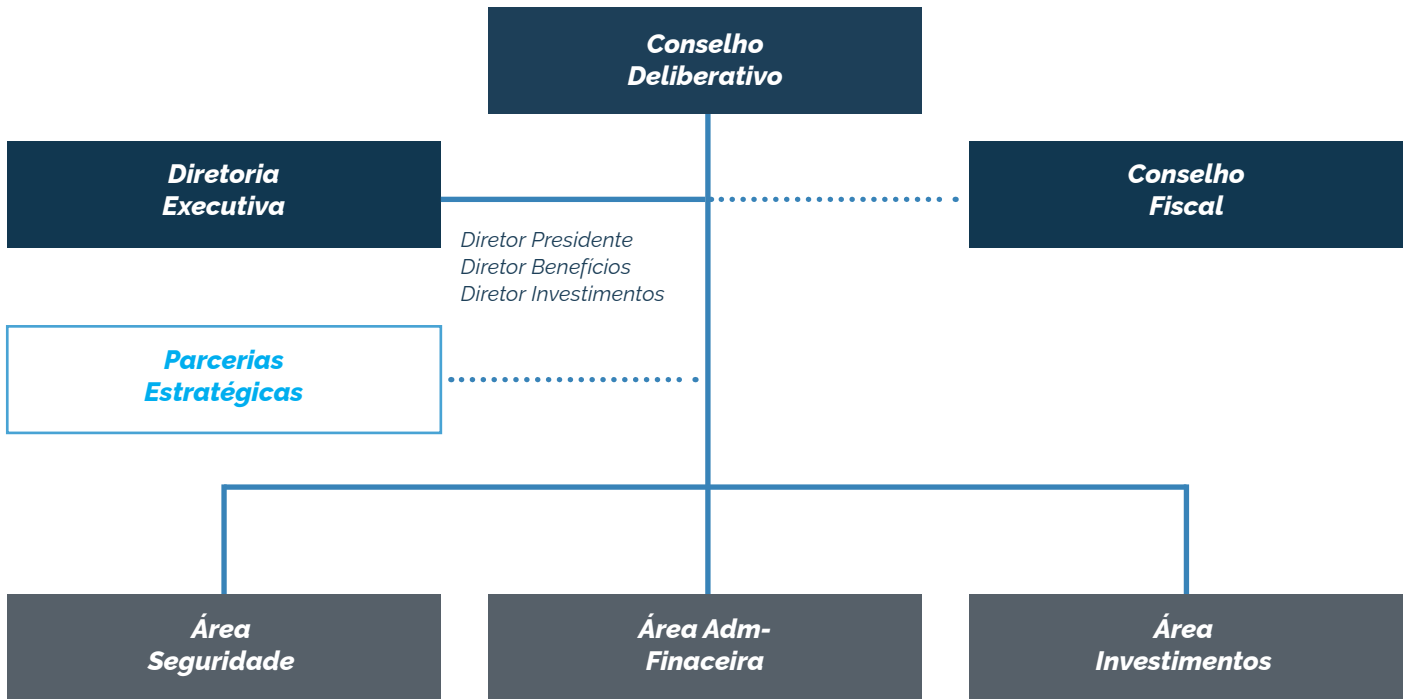 Conselho
Deliberativo
Diretoria
Executiva
Conselho
Fiscal
Diretor Presidente
Diretor Benefícios
Diretor Investimentos
Parcerias
Estratégicas
Área
Seguridade
Área Adm-
Finaceira
Área
Investimentos